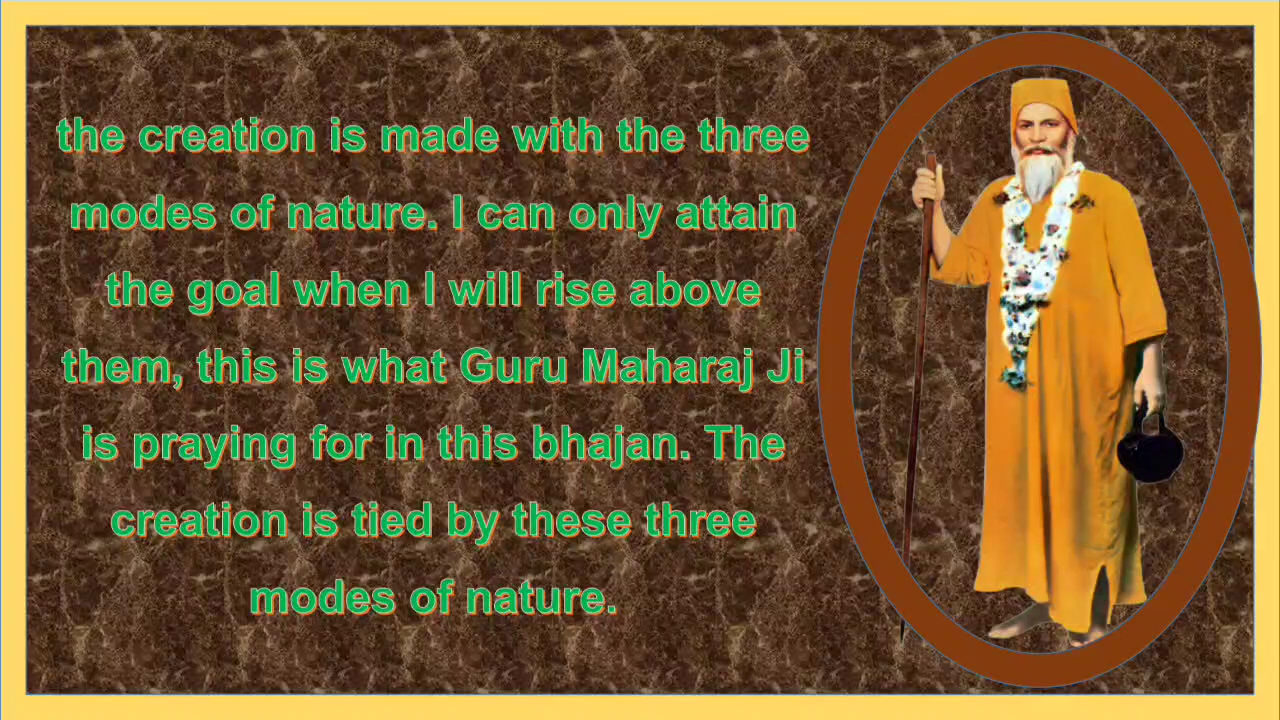 the creation is made with the three
modes of nature. I can only attain
the goal when I will rise above
them, this is what Guru Maharaj Ji
is praying for in this bhajan. The
creation is tied by these three
modes of nature.